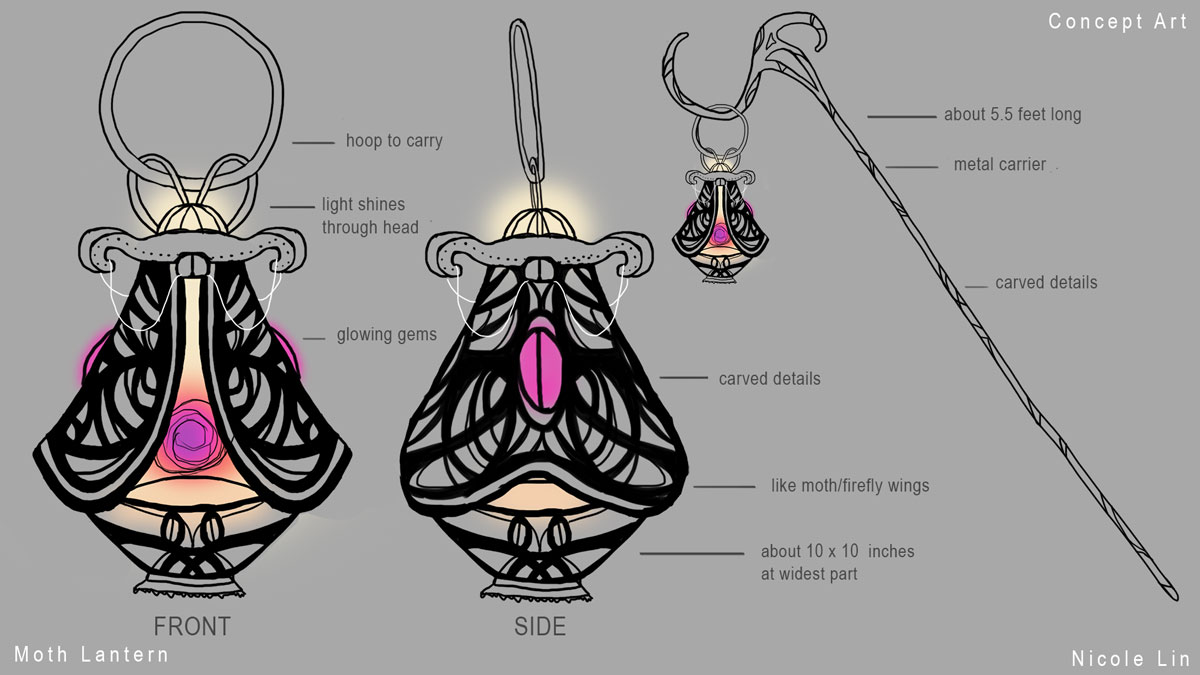 Concept Art
hoop to carry
light shines
through head
glowing gems
about 5.5 feet long
metal carrier
carved details
carved details
like moth/firefly wings
about 10 x 10 inches
at widest part
FRONT
SIDE
Moth Lantern
Nicole Lin